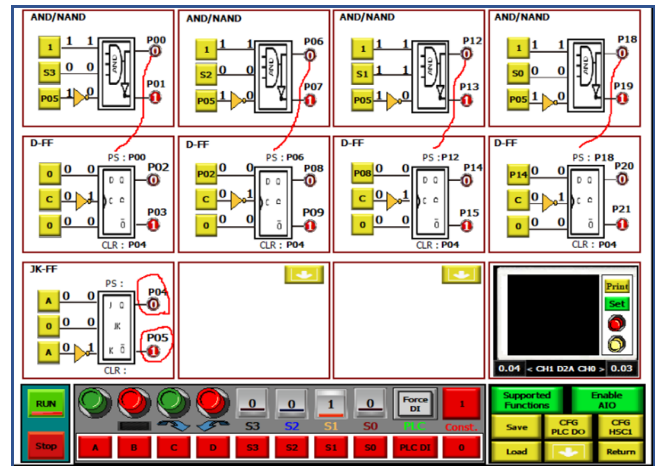 AND/NAND
1 1 1 P00 0
S3 0 0 AND P01
P05 1 0 1
AND/NAND
1 1 1 P06 0
S2 0 0 AND P07
P05 1 0 1
AND/NAND
1 1 1 P12 0
S1 1 1 AND P13
P05 1 0 1
AND/NAND
1 1 1 P18 0
S0 0 0 AND P19
P05 1 0 1
D-FF
PS : P00
0 0 0 D Q P02 0
C 0 1 C P03
0 0 0 Q 1
CLR : P04
D-FF
PS : P06
P02 0 0 D Q P08 0
C 0 1 C P09
0 0 0 Q 1
CLR : P04
D-FF
PS : P12
P08 0 0 D Q P14 0
C 0 1 C P15
0 0 0 Q 1
CLR : P04
D-FF
PS : P18
P14 0 0 D Q P20 0
C 0 1 C P21
0 0 0 Q 1
CLR : P04
JK-FF
PS :
A 0 0 J Q P04 0
0 0 0 JK P05
A 0 1 K Q 1
CLR :
Print
Set
0.04 < CH1 D2A CH0 > 0.03
RUN
0 0 1 0 Force DI 1
S3 S2 S1 S0 PLC Const.
Stop A B C D S3 S2 S1 S0 PLC DI 0
Supported Functions
Enable AIO
Save
CFG PLC DO
CFG HSC1
Load
Return